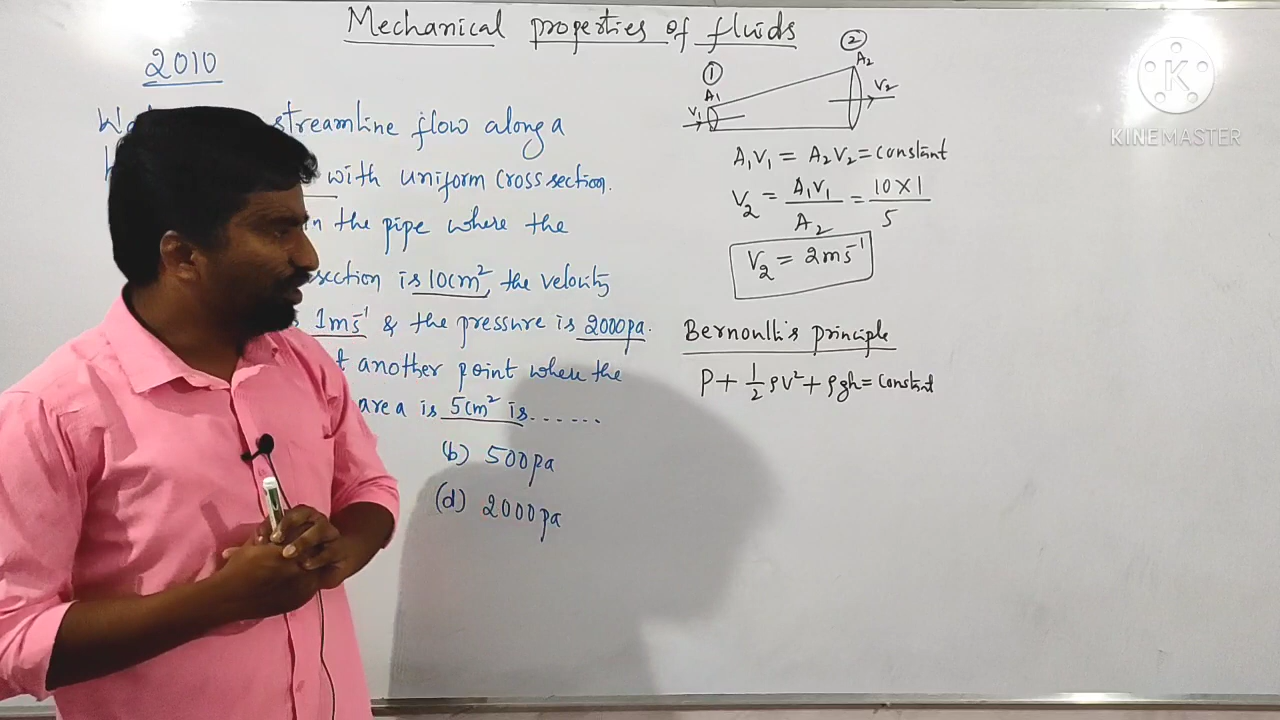 Mechanical properties of fluids
2010
streamline flow along a
with uniform cross section.
in the pipe where the
section is 10cm², the velocity
1ms⁻¹ & the pressure is 2000pa.
another point when the
area is 5cm² is.......
(b) 500pa
(d) 2000pa
①
②
A₁
A₂
V₁
V₂
A₁V₁ = A₂V₂ = constant
V₂ = A₁V₁/A₂ = 10×1/5
V₂ = 2ms⁻¹
Bernoulli's principle
P + ½ρv² + ρgh = constant
K
KINEMASTER